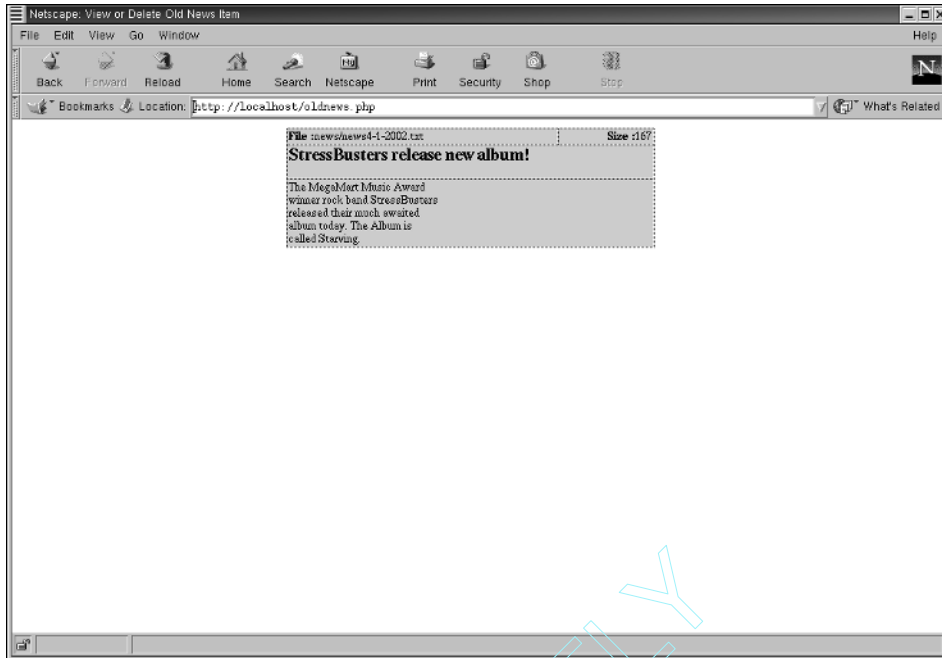 Netscape: View or Delete Old News Item
File Edit View Go Window Help
Back Forward Reload Home Search Netscape Print Security Shop Stop
N
Bookmarks Location: http://localhost/oldnews.php What's Related
File :news/news4-1-2002.txt Size :167
StressBusters release new album!
The MegaMart Music Award
winner rock band StressBusters
released their much awaited
album today. The Album is
called Starving.